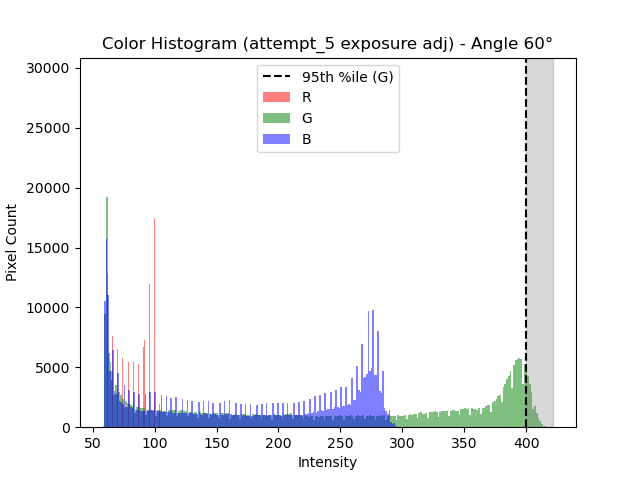 Color Histogram (attempt_5 exposure adj) - Angle 60°
95th %ile (G)
R
G
B
Pixel Count
30000
25000
20000
15000
10000
5000
0
50 100 150 200 250 300 350 400
Intensity